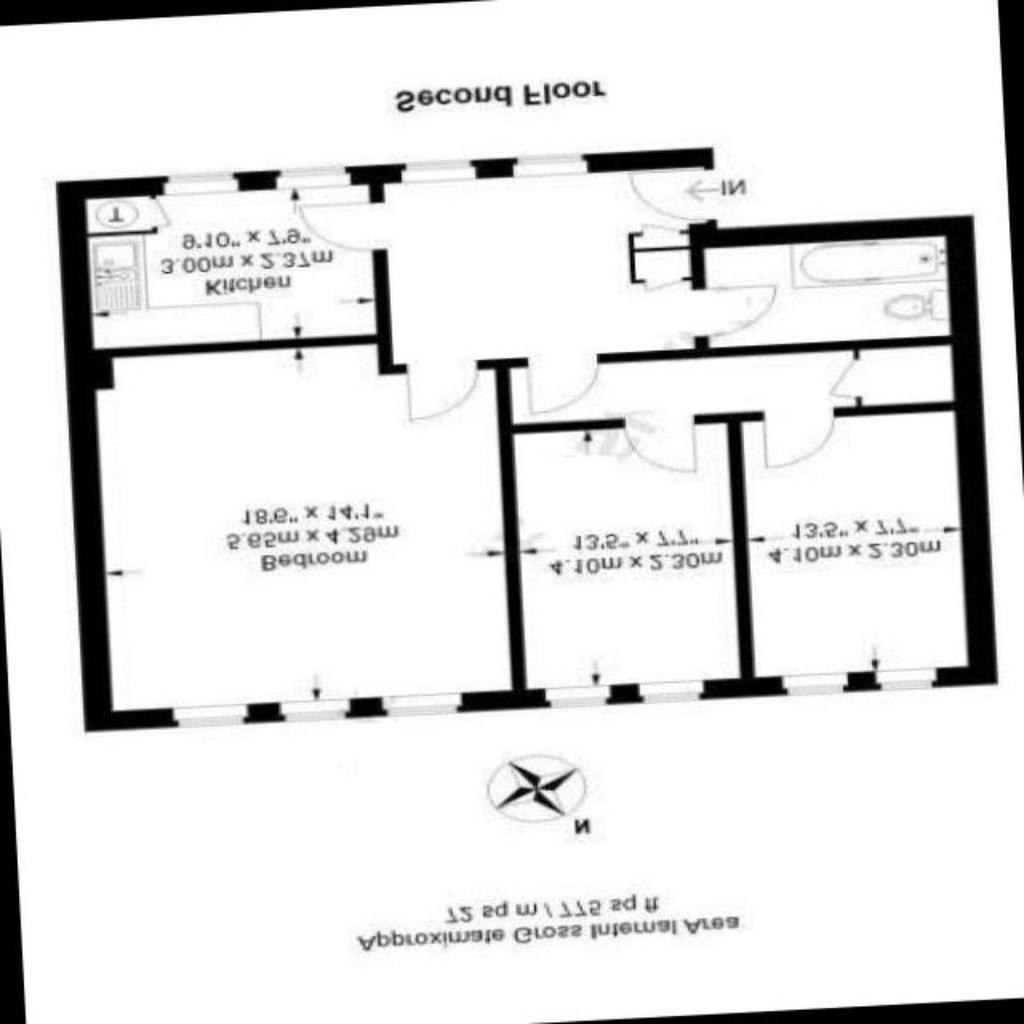 Approximate Gross Internal Area
72 sq m / 775 sq ft
N
Bedroom
5.65m x 4.29m
18'6" x 14'1"
4.10m x 2.30m
13'5" x 7'7"
4.10m x 2.30m
13'5" x 7'7"
Kitchen
3.00m x 2.37m
9'10" x 7'9"
T
IN
Second Floor